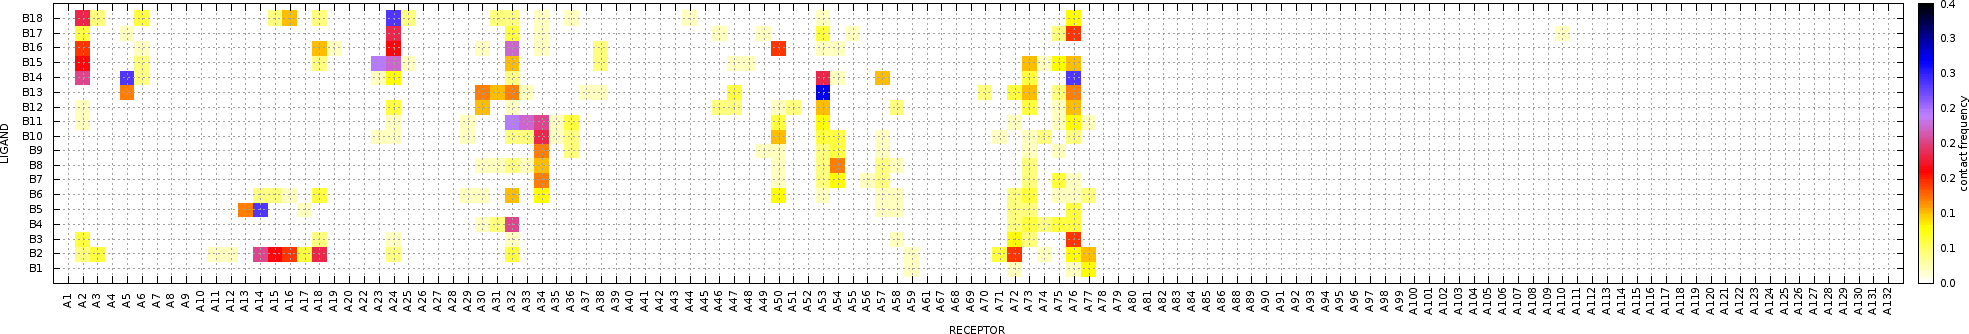 B18
B17
B16
B15
B14
B13
B12
B11
B10
B9
B8
B7
B6
B5
B4
B3
B2
B1
LIGAND
A1 A2 A3 A4 A5 A6 A7 A8 A9 A10 A11 A12 A13 A14 A15 A16 A17 A18 A19 A20 A22 A23 A24 A25 A26 A27 A28 A29 A30 A31 A32 A33 A34 A35 A36 A37 A38 A39 A40 A41 A42 A43 A44 A45 A46 A47 A48 A49 A50 A51 A52 A53 A54 A55 A56 A57 A58 A59 A61 A67 A68 A69 A70 A71 A72 A73 A74 A75 A76 A77 A79 A80 A81 A82 A83 A84 A85 A86 A87 A88 A89 A90 A91 A92 A93 A94 A95 A96 A97 A98 A99 A100 A101 A102 A103 A104 A105 A106 A107 A108 A109 A110 A111 A112 A113 A114 A115 A116 A117 A118 A119 A120 A121 A122 A123 A124 A125 A126 A127 A128 A129 A130 A131 A132
RECEPTOR
0.4
0.3
0.3
0.2
0.2
0.2
0.1
0.1
0.0
contact frequency